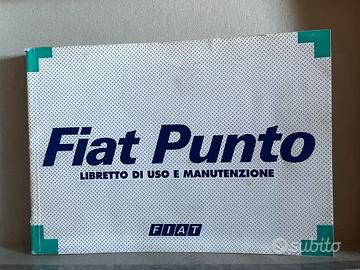 Fiat Punto
LIBRETTO DI USO E MANUTENZIONE
FIAT
subito